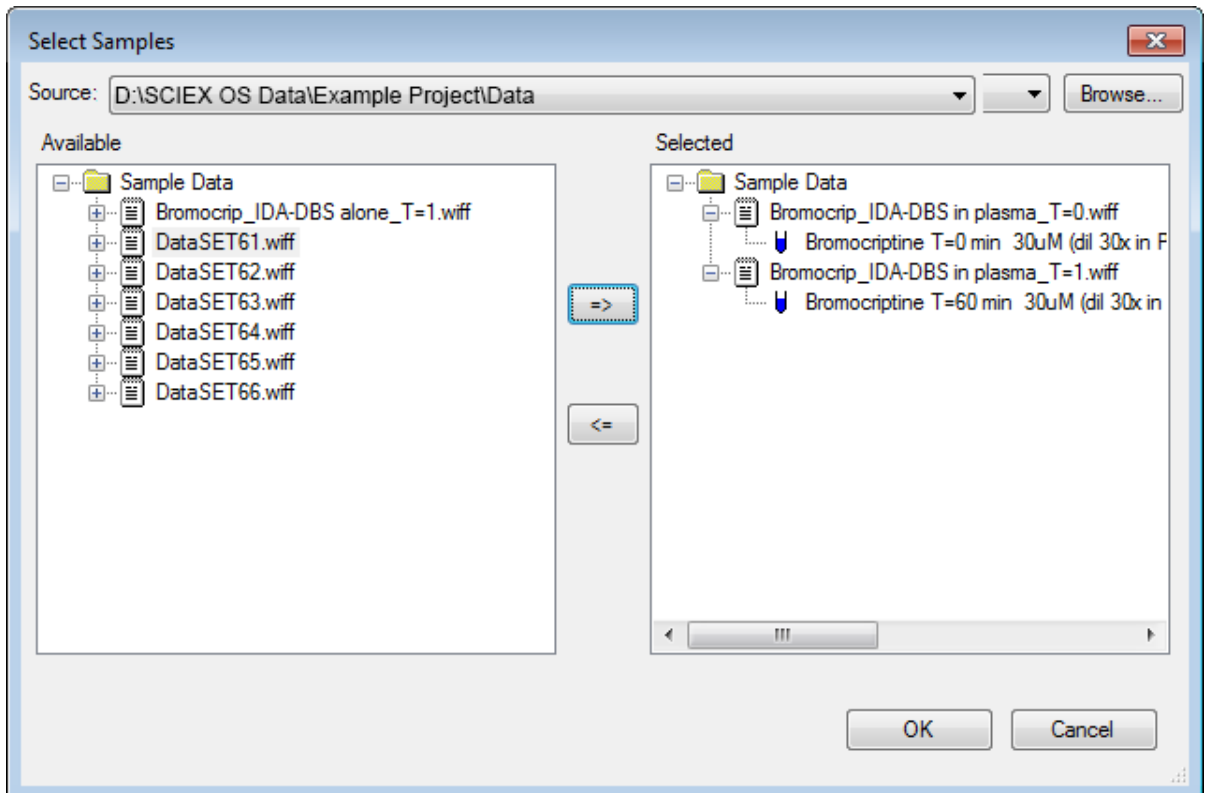 Select Samples
Source: D:\SCIEX OS Data\Example Project\Data Browse...
Available
Sample Data
Bromocrip_IDA-DBS alone_T=1.wiff
DataSET61.wiff
DataSET62.wiff
DataSET63.wiff
DataSET64.wiff
DataSET65.wiff
DataSET66.wiff
=>
<=
Selected
Sample Data
Bromocrip_IDA-DBS in plasma_T=0.wiff
Bromocriptine T=0 min 30uM (dil 30x in F
Bromocrip_IDA-DBS in plasma_T=1.wiff
Bromocriptine T=60 min 30uM (dil 30x in
OK Cancel